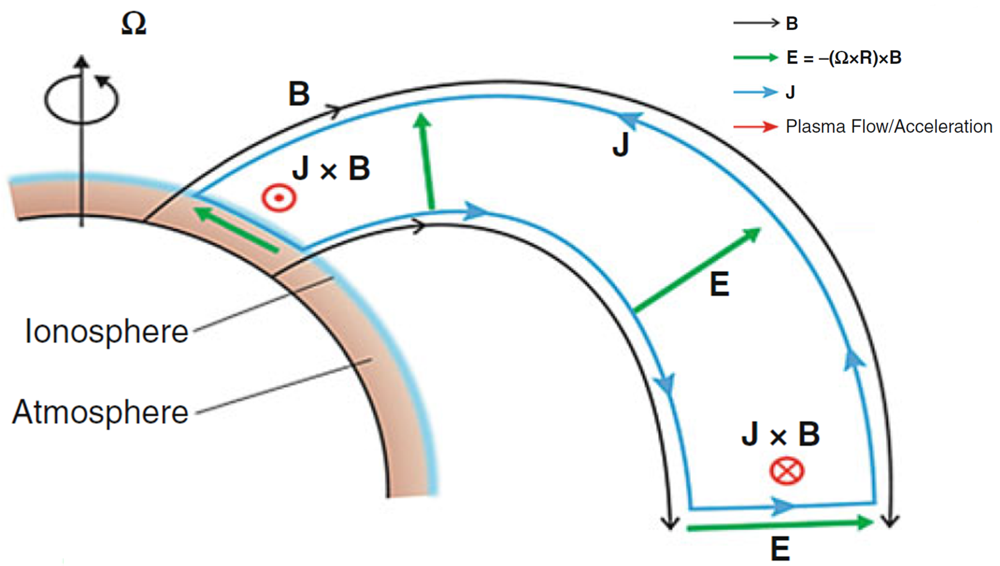 Ω
B
E = –(Ω×R)×B
J
Plasma Flow/Acceleration
B
J
J × B
E
Ionosphere
Atmosphere
J × B
E